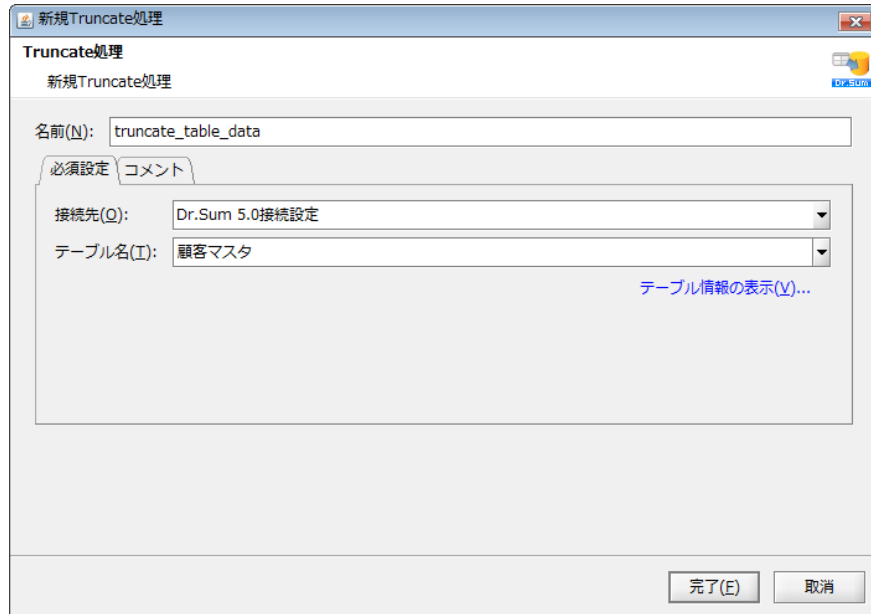 新規Truncate処理
Truncate処理
新規Truncate処理
Dr.Sum
名前(N): truncate_table_data
必須設定 コメント
接続先(O): Dr.Sum 5.0接続設定
テーブル名(T): 顧客マスタ
テーブル情報の表示(V)...
完了(F) 取消